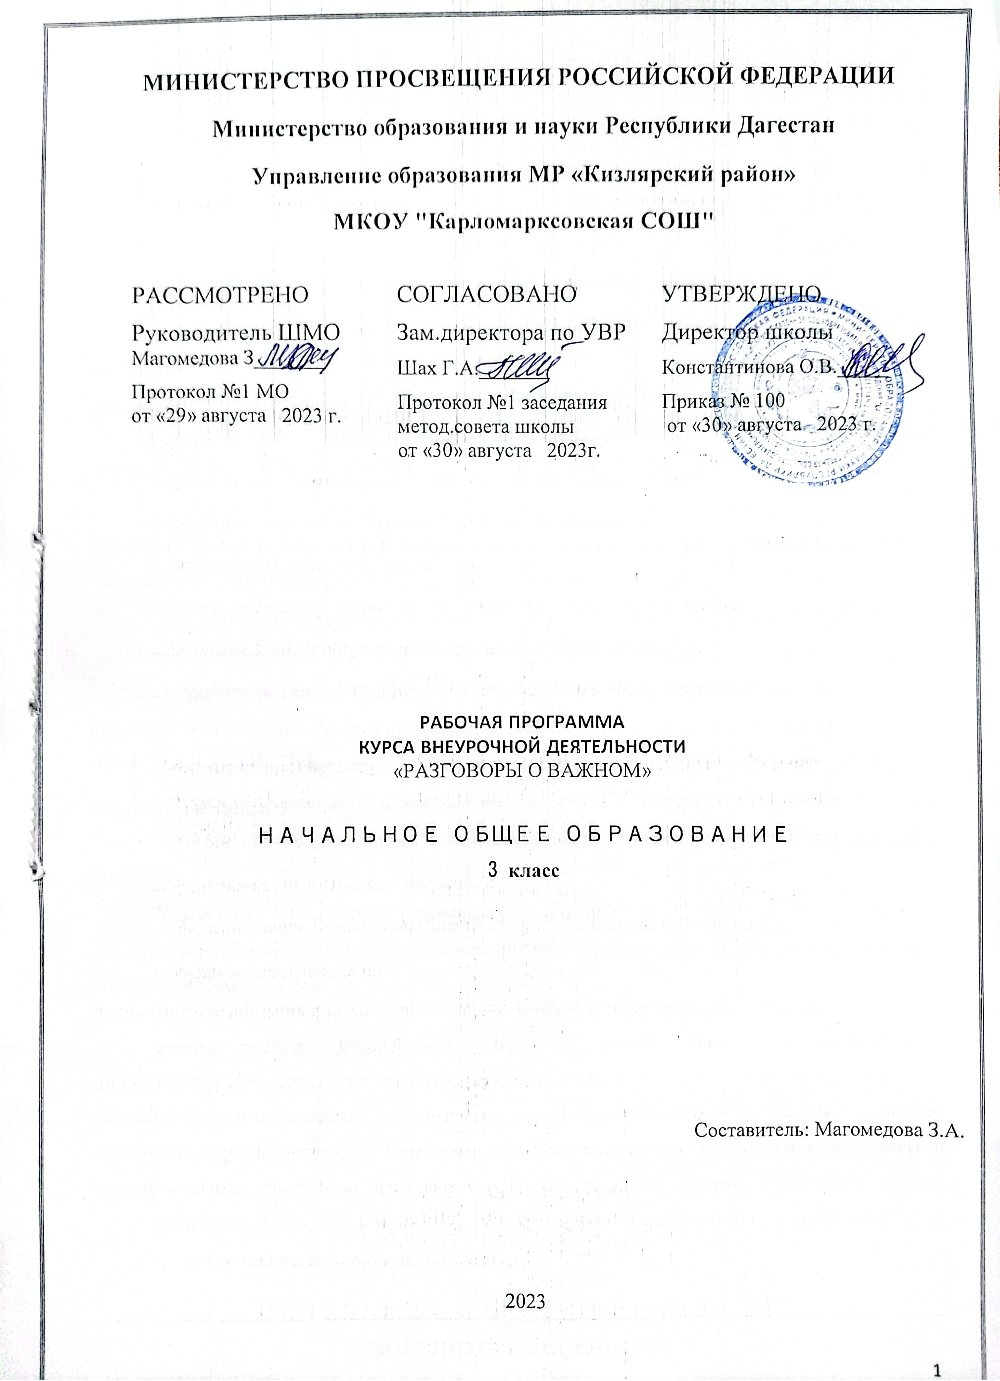 МИНИСТЕРСТВО ПРОСВЕЩЕНИЯ РОССИЙСКОЙ ФЕДЕРАЦИИ
Министерство образования и науки Республики Дагестан
Управление образования МР «Кизлярский район»
МКОУ "Карломарксовская СОШ"
РАССМОТРЕНО
Руководитель ШМО
Магомедова З.
Протокол №1 МО
от «29» августа 2023 г.
СОГЛАСОВАНО
Зам.директора по УВР
Шах Г.А.
Протокол №1 заседания
метод.совета школы
от «30» августа 2023г.
УТВЕРЖДЕНО
Директор школы
Константинова О.В.
Приказ № 100
от «30» августа 2023 г.
РАБОЧАЯ ПРОГРАММА
КУРСА ВНЕУРОЧНОЙ ДЕЯТЕЛЬНОСТИ
«РАЗГОВОРЫ О ВАЖНОМ»
НАЧАЛЬНОЕ ОБЩЕЕ ОБРАЗОВАНИЕ
3 класс
Составитель: Магомедова З.А.
2023
1